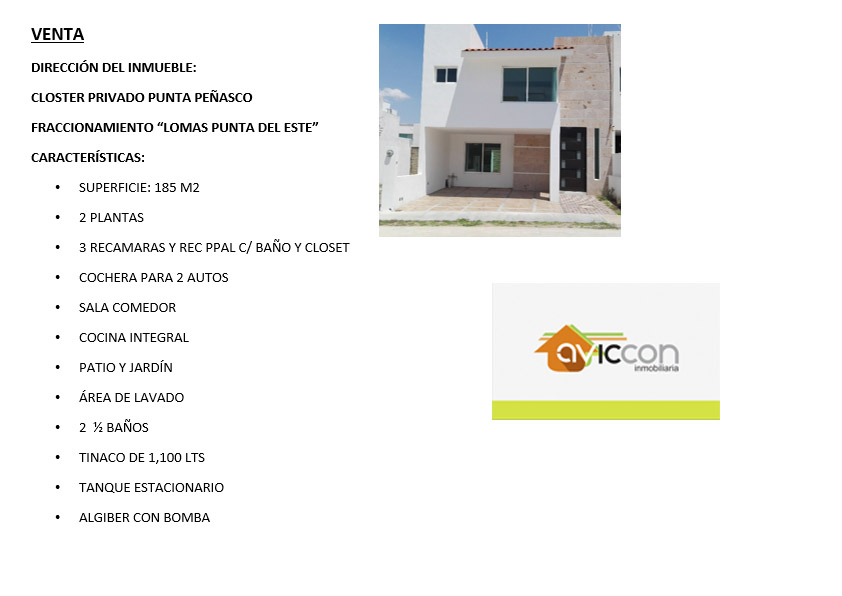 VENTA
DIRECCIÓN DEL INMUEBLE:
CLOSTER PRIVADO PUNTA PEÑASCO
FRACCIONAMIENTO “LOMAS PUNTA DEL ESTE”
CARACTERÍSTICAS:
• SUPERFICIE: 185 M2
• 2 PLANTAS
• 3 RECAMARAS Y REC PPAL C/ BAÑO Y CLOSET
• COCHERA PARA 2 AUTOS
• SALA COMEDOR
• COCINA INTEGRAL
• PATIO Y JARDÍN
• ÁREA DE LAVADO
• 2 ½ BAÑOS
• TINACO DE 1,100 LTS
• TANQUE ESTACIONARIO
• ALGIBER CON BOMBA
aviccon
inmobiliaria